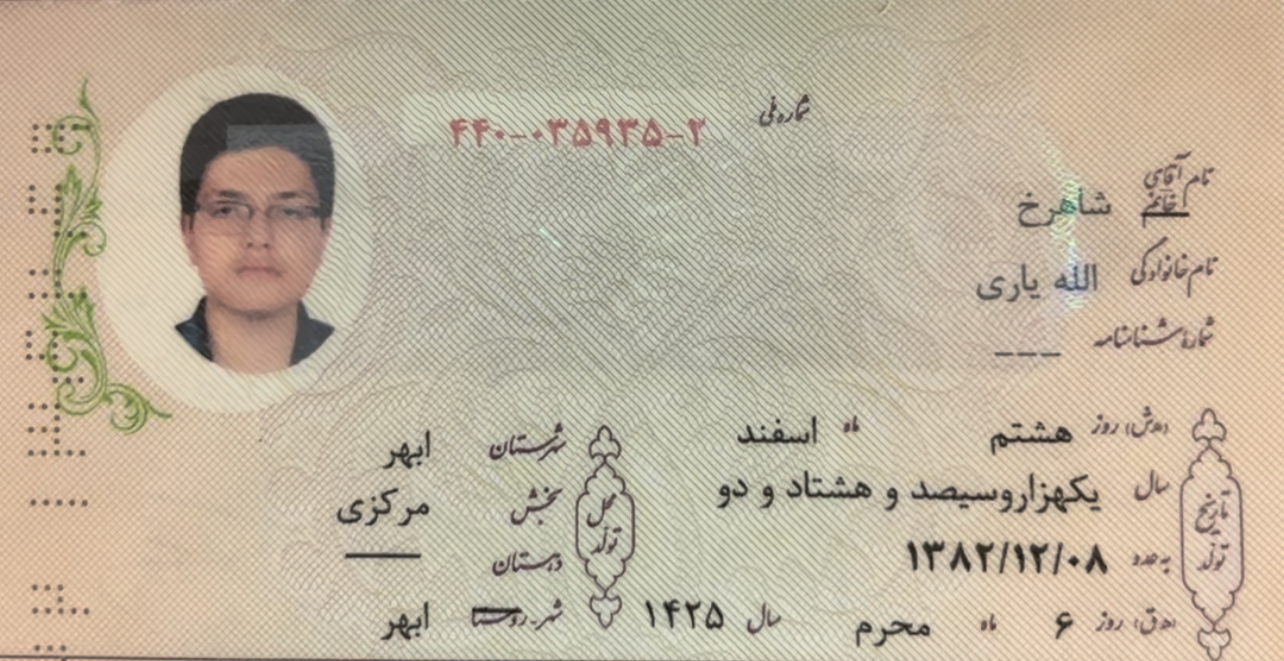 شماره ملی ۴۴۰-۰۳۵۹۳۵-۲
نام آقای خانم شاهرخ
نام خانوادگی الله یاری
شماره شناسنامه ---
تاریخ تولد
(ه.ش) روز هشتم ماه اسفند
سال یکهزاروسیصد و هشتاد و دو
به عدد ۱۳۸۲/۱۲/۰۸
(ه.ق) روز ۶ ماه محرم سال ۱۴۲۵
محل تولد
شهرستان ابهر
بخش مرکزی
دهستان ——
شهر-روستا ابهر